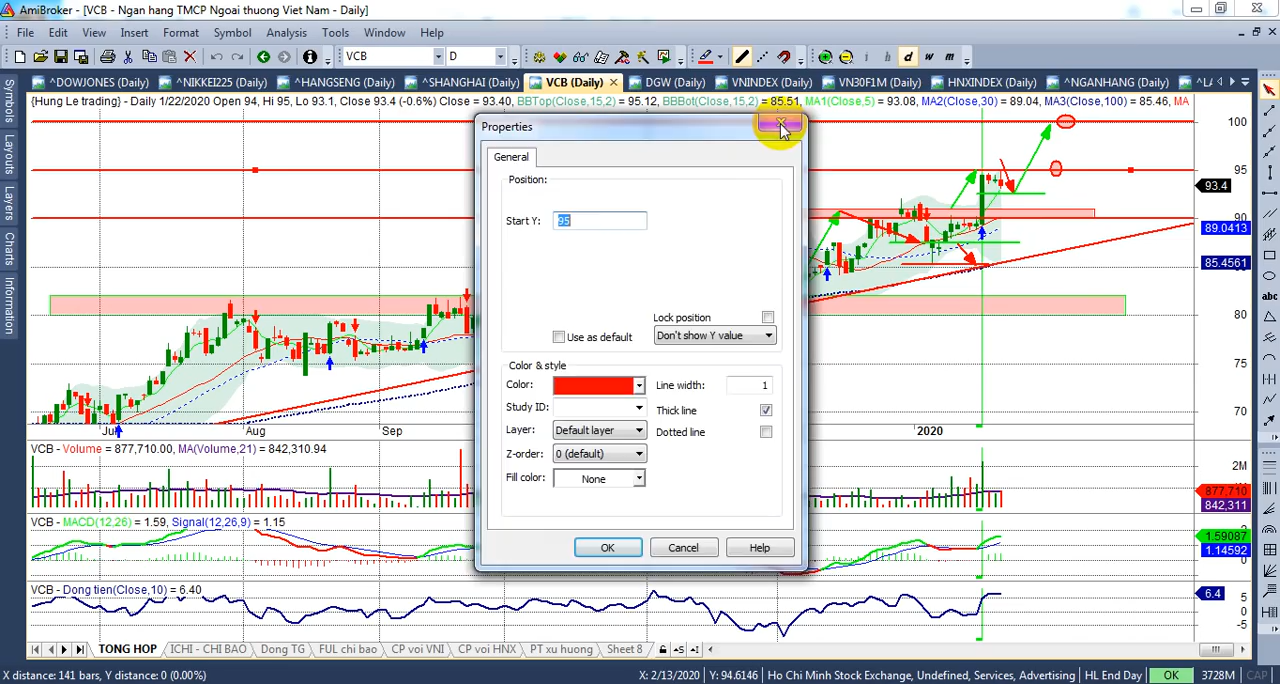 AmiBroker - [VCB - Ngan hang TMCP Ngoai thuong Viet Nam - Daily]
File Edit View Insert Format Symbol Analysis Tools Window Help
VCB D i d w m
^DOWJONES (Daily) ^NIKKEI225 (Daily) ^HANGSENG (Daily) ^SHANGHAI (Daily) VCB (Daily) DGW (Daily) VNINDEX (Daily) VN30F1M (Daily) HNXINDEX (Daily) ^NGANHANG (Daily)
{Hung Le trading} - Daily 1/22/2020 Open 94, Hi 95, Lo 93.1, Close 93.4 (-0.6%) Close = 93.40, BBTop(Close,15,2) = 95.12, BBBot(Close,15,2) = 85.51, MA1(Close,5) = 93.08, MA2(Close,30) = 89.04, MA3(Close,100) = 85.46, MA
Symbols
Layouts
Layers
Charts
Information
Properties
General
Position:
Start Y: 95
Lock position
Use as default Don't show Y value
Color & style
Color: Line width: 1
Study ID: Thick line
Layer: Default layer Dotted line
Z-order: 0 (default)
Fill color: None
OK Cancel Help
100
95
93.4
90
89.0413
85.4561
80
75
70
abc
Aug Sep 2020
VCB - Volume = 877,710.00, MA(Volume,21) = 842,310.94
2M
877,710
842,311
VCB - MACD(12,26) = 1.59, Signal(12,26,9) = 1.15
1.59087
1.14592
0
VCB - Dong tien(Close,10) = 6.40
6.4
5
0
-5
TONG HOP ICHI - CHI BAO Dong TG FUL chi bao CP voi VNI CP voi HNX PT xu huong Sheet 8
X distance: 141 bars, Y distance: 0 (0.00%) X: 2/13/2020 Y: 94.6146 Ho Chi Minh Stock Exchange, Undefined, Services, Advertising HL End Day OK 3728M CAP